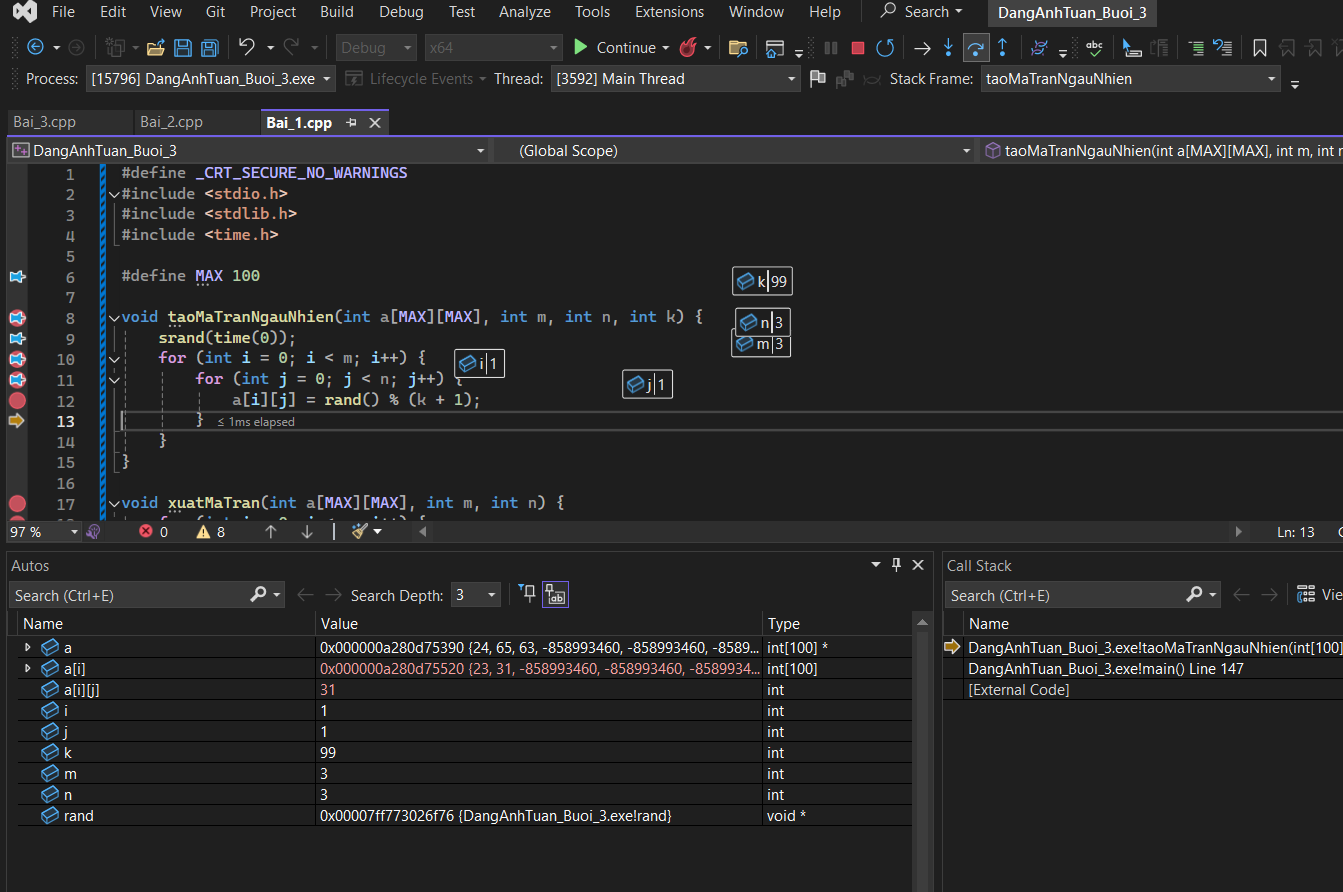 File Edit View Git Project Build Debug Test Analyze Tools Extensions Window Help Search DangAnhTuan_Buoi_3
Debug x64 Continue
Process: [15796] DangAnhTuan_Buoi_3.exe Lifecycle Events Thread: [3592] Main Thread Stack Frame: taoMaTranNgauNhien
Bai_3.cpp Bai_2.cpp Bai_1.cpp
DangAnhTuan_Buoi_3 (Global Scope) taoMaTranNgauNhien(int a[MAX][MAX], int m, int n
1 #define _CRT_SECURE_NO_WARNINGS
2 #include <stdio.h>
3 #include <stdlib.h>
4 #include <time.h>
5
6 #define MAX 100
k 99
7
8 void taoMaTranNgauNhien(int a[MAX][MAX], int m, int n, int k) {
n 3
9 srand(time(0));
m 3
10 for (int i = 0; i < m; i++) {
i 1
11 for (int j = 0; j < n; j++) {
j 1
12 a[i][j] = rand() % (k + 1);
13 } ≤ 1ms elapsed
14 }
15 }
16
17 void xuatMaTran(int a[MAX][MAX], int m, int n) {
97 % 0 8 Ln: 13
Autos
Search (Ctrl+E) Search Depth: 3
Name Value Type
a 0x000000a280d75390 {24, 65, 63, -858993460, -858993460, -8589... int[100] *
a[i] 0x000000a280d75520 {23, 31, -858993460, -858993460, -8589934... int[100]
a[i][j] 31 int
i 1 int
j 1 int
k 99 int
m 3 int
n 3 int
rand 0x00007ff773026f76 {DangAnhTuan_Buoi_3.exe!rand} void *
Call Stack
Search (Ctrl+E) Vie
Name
DangAnhTuan_Buoi_3.exe!taoMaTranNgauNhien(int[100]
DangAnhTuan_Buoi_3.exe!main() Line 147
[External Code]